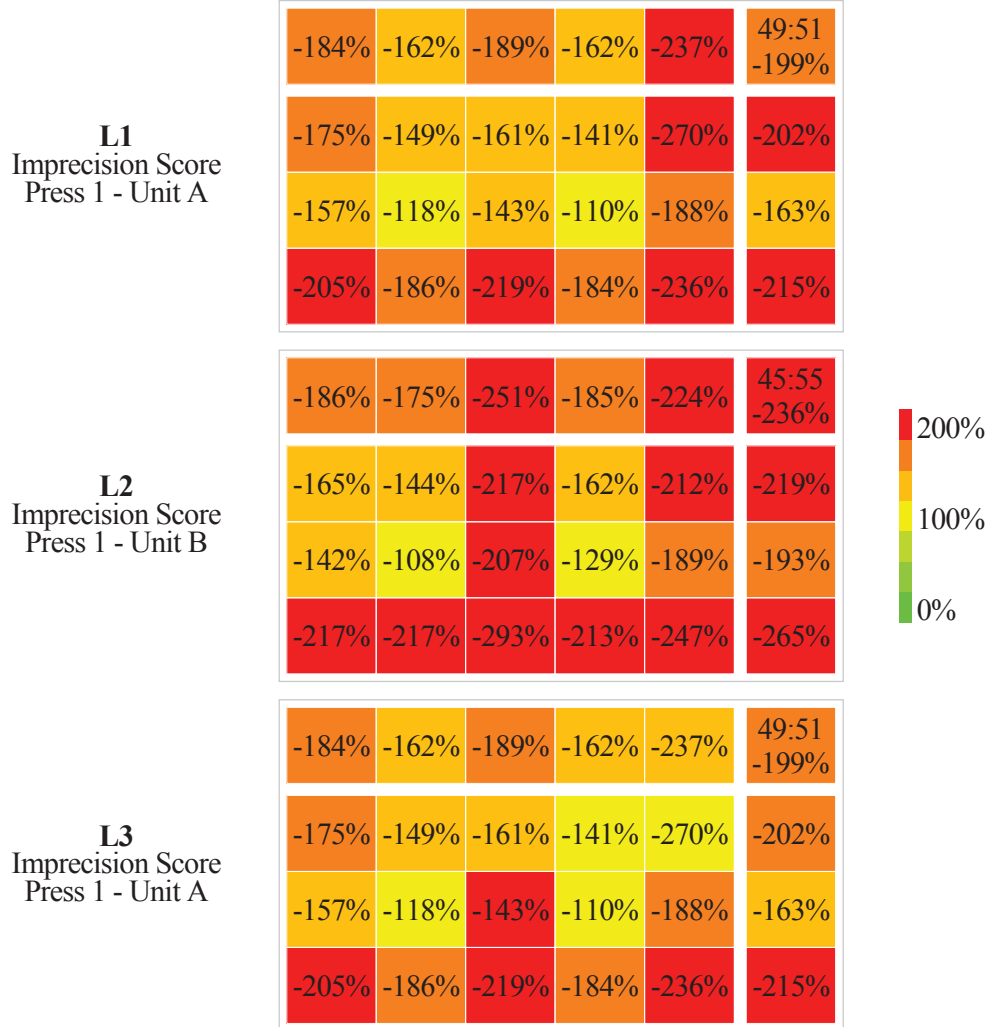 -184% -162% -189% -162% -237% 49:51
-199%
L1
Imprecision Score
Press 1 - Unit A
-175% -149% -161% -141% -270% -202%
-157% -118% -143% -110% -188% -163%
-205% -186% -219% -184% -236% -215%
-186% -175% -251% -185% -224% 45:55
-236%
L2
Imprecision Score
Press 1 - Unit B
-165% -144% -217% -162% -212% -219%
-142% -108% -207% -129% -189% -193%
-217% -217% -293% -213% -247% -265%
200%
100%
0%
-184% -162% -189% -162% -237% 49:51
-199%
L3
Imprecision Score
Press 1 - Unit A
-175% -149% -161% -141% -270% -202%
-157% -118% -143% -110% -188% -163%
-205% -186% -219% -184% -236% -215%